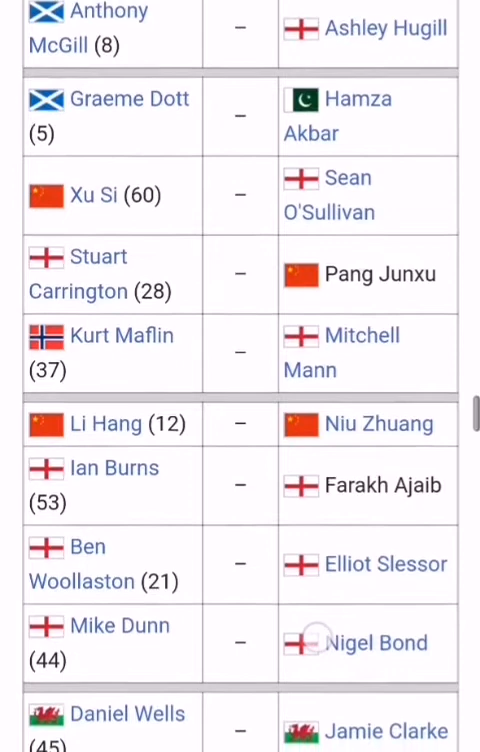 Anthony
McGill (8)
–
Ashley Hugill
Graeme Dott
(5)
–
Hamza
Akbar
Xu Si (60)
–
Sean
O'Sullivan
Stuart
Carrington (28)
–
Pang Junxu
Kurt Maflin
(37)
–
Mitchell
Mann
Li Hang (12)
–
Niu Zhuang
Ian Burns
(53)
–
Farakh Ajaib
Ben
Woollaston (21)
–
Elliot Slessor
Mike Dunn
(44)
–
Nigel Bond
Daniel Wells
(45)
–
Jamie Clarke